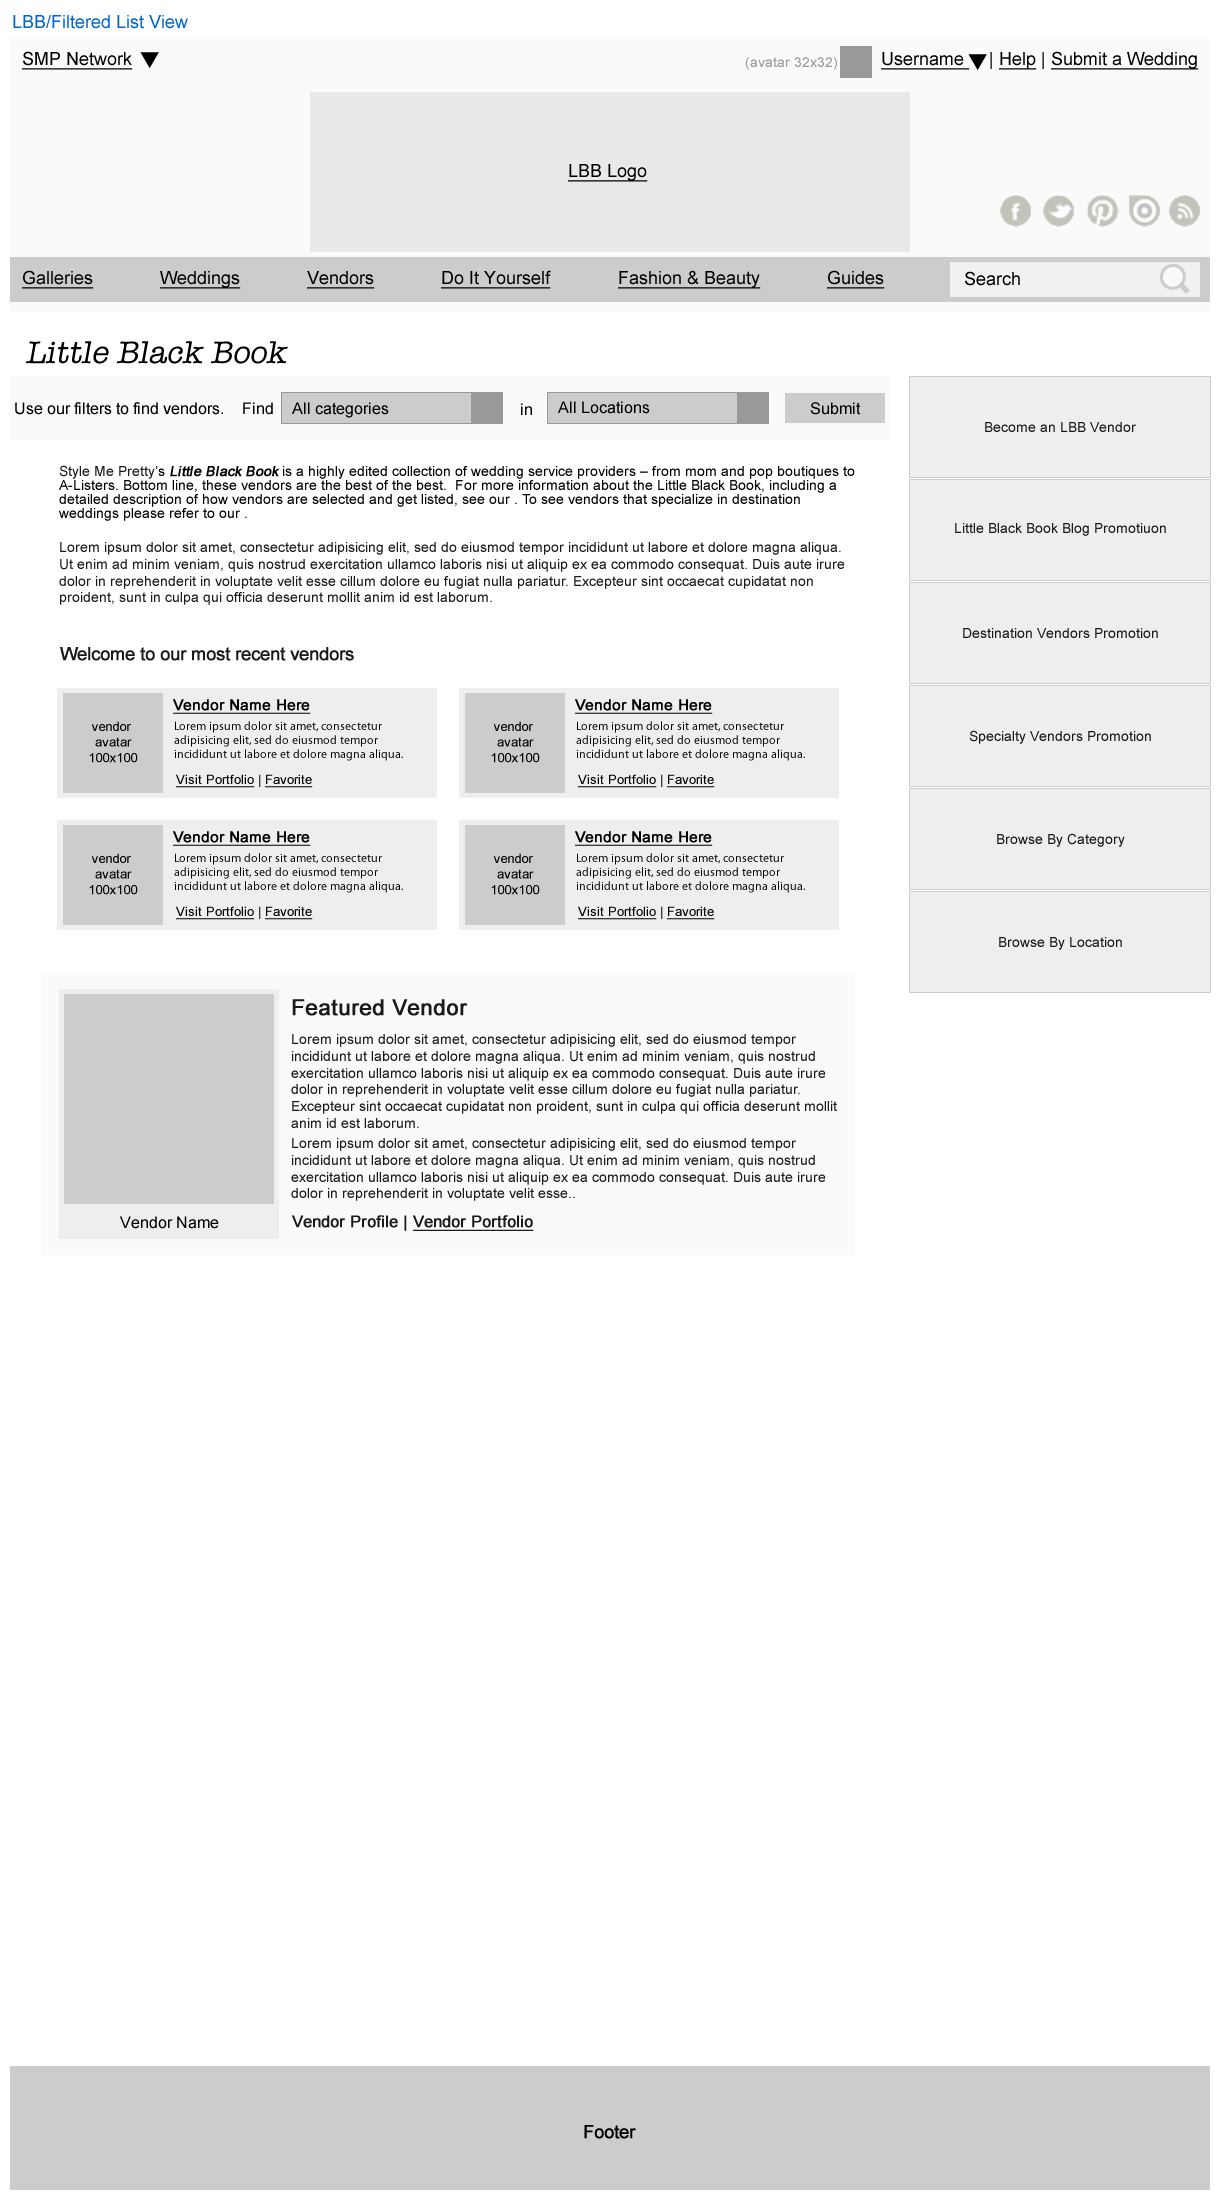 LBB/Filtered List View
SMP Network
(avatar 32x32)
Username | Help | Submit a Wedding
LBB Logo
Galleries
Weddings
Vendors
Do It Yourself
Fashion & Beauty
Guides
Search
Little Black Book
Use our filters to find vendors.
Find
All categories
in
All Locations
Submit
Style Me Pretty's Little Black Book is a highly edited collection of wedding service providers – from mom and pop boutiques to
A-Listers. Bottom line, these vendors are the best of the best.  For more information about the Little Black Book, including a
detailed description of how vendors are selected and get listed, see our . To see vendors that specialize in destination
weddings please refer to our .
Lorem ipsum dolor sit amet, consectetur adipisicing elit, sed do eiusmod tempor incididunt ut labore et dolore magna aliqua.
Ut enim ad minim veniam, quis nostrud exercitation ullamco laboris nisi ut aliquip ex ea commodo consequat. Duis aute irure
dolor in reprehenderit in voluptate velit esse cillum dolore eu fugiat nulla pariatur. Excepteur sint occaecat cupidatat non
proident, sunt in culpa qui officia deserunt mollit anim id est laborum.
Welcome to our most recent vendors
vendor
avatar
100x100
Vendor Name Here
Lorem ipsum dolor sit amet, consectetur
adipisicing elit, sed do eiusmod tempor
incididunt ut labore et dolore magna aliqua.
Visit Portfolio | Favorite
vendor
avatar
100x100
Vendor Name Here
Lorem ipsum dolor sit amet, consectetur
adipisicing elit, sed do eiusmod tempor
incididunt ut labore et dolore magna aliqua.
Visit Portfolio | Favorite
vendor
avatar
100x100
Vendor Name Here
Lorem ipsum dolor sit amet, consectetur
adipisicing elit, sed do eiusmod tempor
incididunt ut labore et dolore magna aliqua.
Visit Portfolio | Favorite
vendor
avatar
100x100
Vendor Name Here
Lorem ipsum dolor sit amet, consectetur
adipisicing elit, sed do eiusmod tempor
incididunt ut labore et dolore magna aliqua.
Visit Portfolio | Favorite
Vendor Name
Featured Vendor
Lorem ipsum dolor sit amet, consectetur adipisicing elit, sed do eiusmod tempor
incididunt ut labore et dolore magna aliqua. Ut enim ad minim veniam, quis nostrud
exercitation ullamco laboris nisi ut aliquip ex ea commodo consequat. Duis aute irure
dolor in reprehenderit in voluptate velit esse cillum dolore eu fugiat nulla pariatur.
Excepteur sint occaecat cupidatat non proident, sunt in culpa qui officia deserunt mollit
anim id est laborum.
Lorem ipsum dolor sit amet, consectetur adipisicing elit, sed do eiusmod tempor
incididunt ut labore et dolore magna aliqua. Ut enim ad minim veniam, quis nostrud
exercitation ullamco laboris nisi ut aliquip ex ea commodo consequat. Duis aute irure
dolor in reprehenderit in voluptate velit esse..
Vendor Profile | Vendor Portfolio
Become an LBB Vendor
Little Black Book Blog Promotiuon
Destination Vendors Promotion
Specialty Vendors Promotion
Browse By Category
Browse By Location
Footer